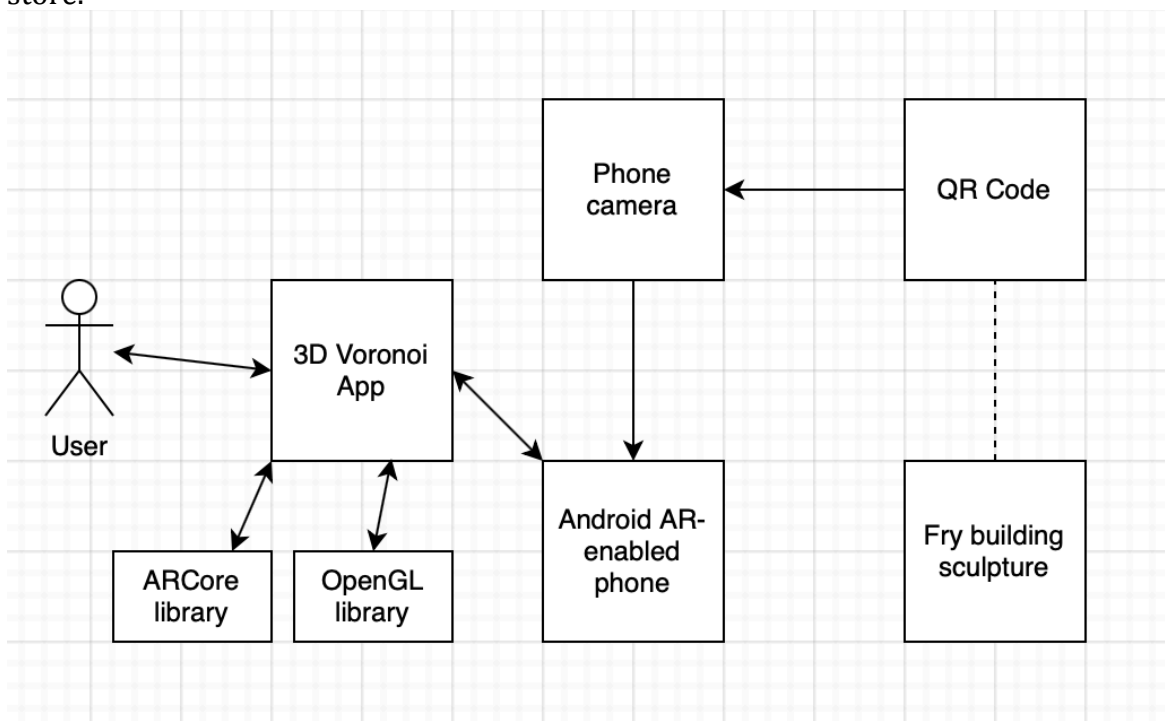 store.
Phone
camera
QR Code
3D Voronoi
App
User
ARCore
library
OpenGL
library
Android AR-
enabled
phone
Fry building
sculpture